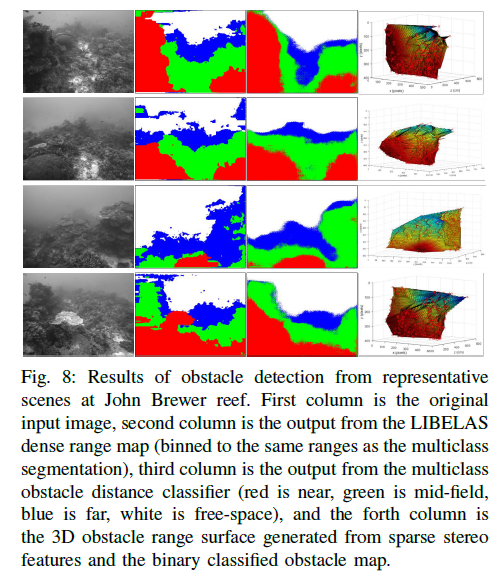 Fig. 8: Results of obstacle detection from representative
scenes at John Brewer reef. First column is the original
input image, second column is the output from the LIBELAS
dense range map (binned to the same ranges as the multiclass
segmentation), third column is the output from the multiclass
obstacle distance classifier (red is near, green is mid-field,
blue is far, white is free-space), and the forth column is
the 3D obstacle range surface generated from sparse stereo
features and the binary classified obstacle map.